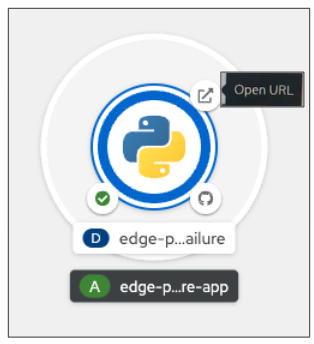 Open URL
D edge-p...ailure
A edge-p...re-app